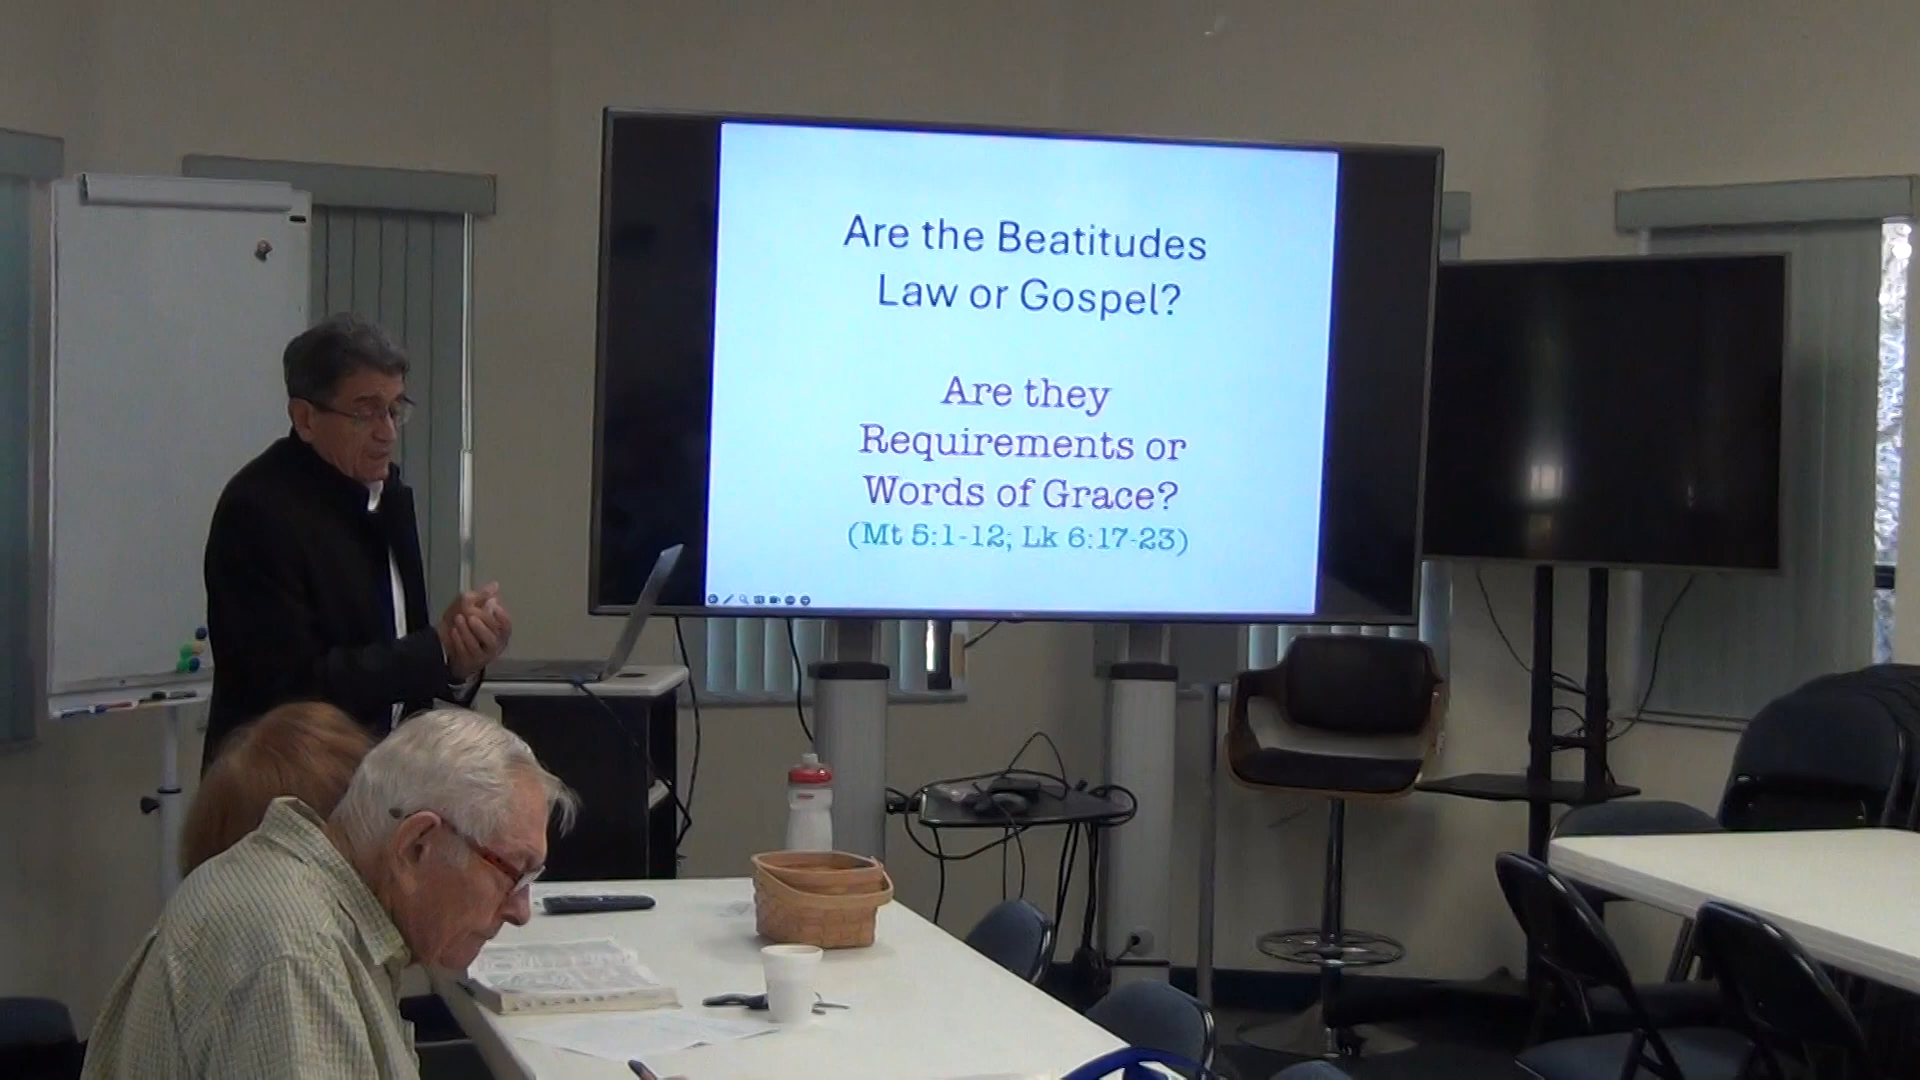 Are the Beatitudes
Law or Gospel?
Are they
Requirements or
Words of Grace?
(Mt 5:1-12; Lk 6:17-23)